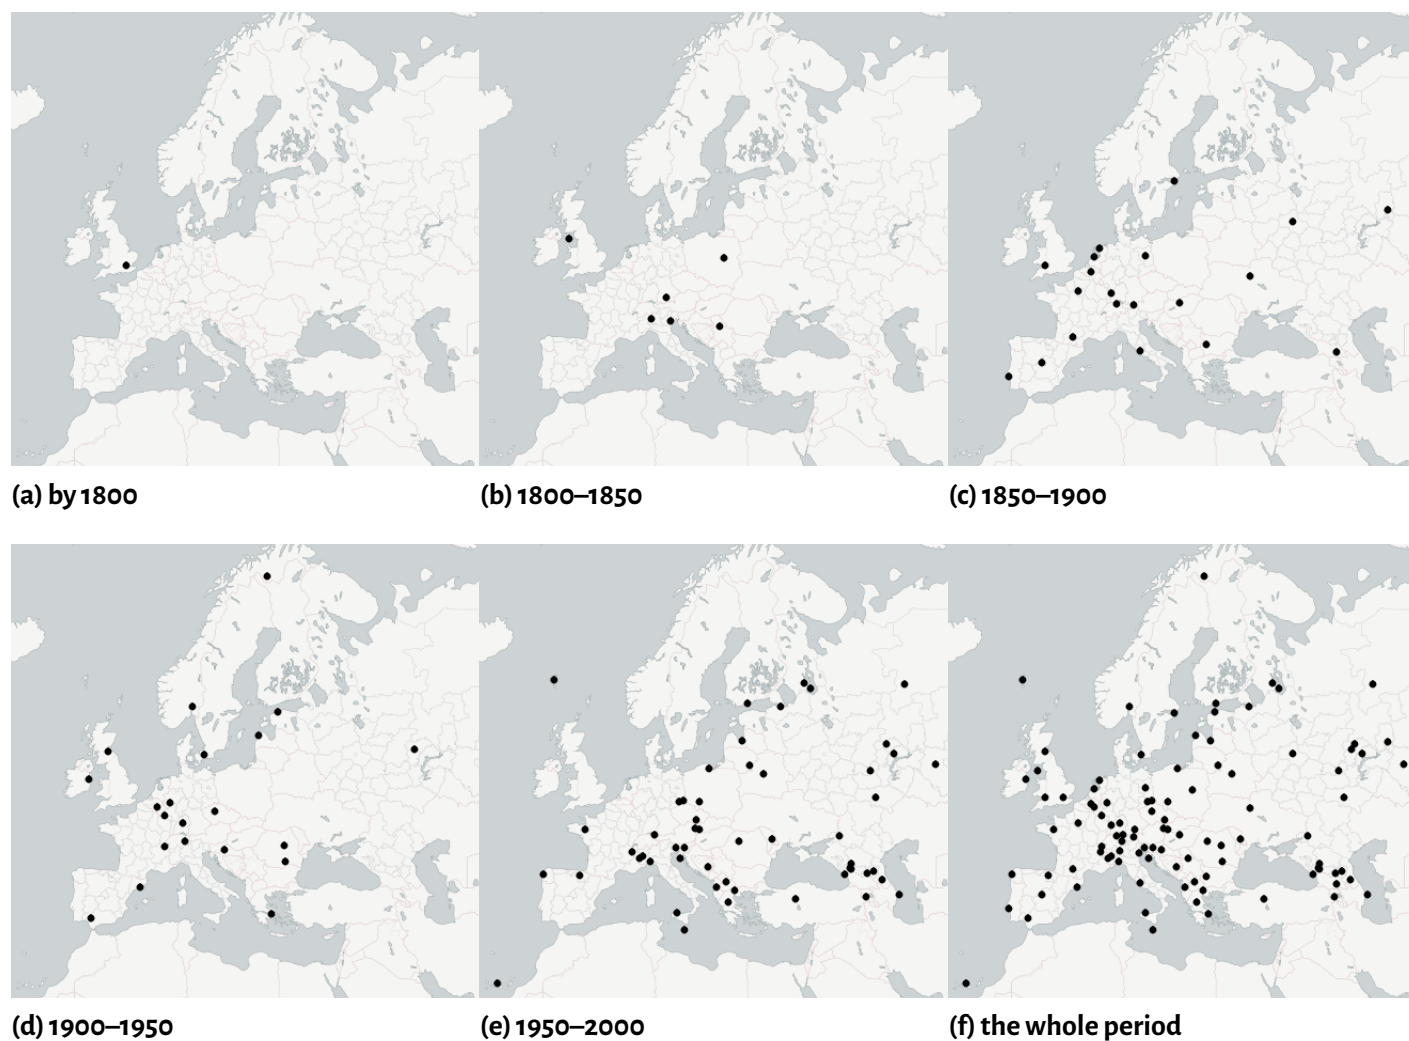 (a) by 1800
(b) 1800–1850
(c) 1850–1900
(d) 1900–1950
(e) 1950–2000
(f) the whole period